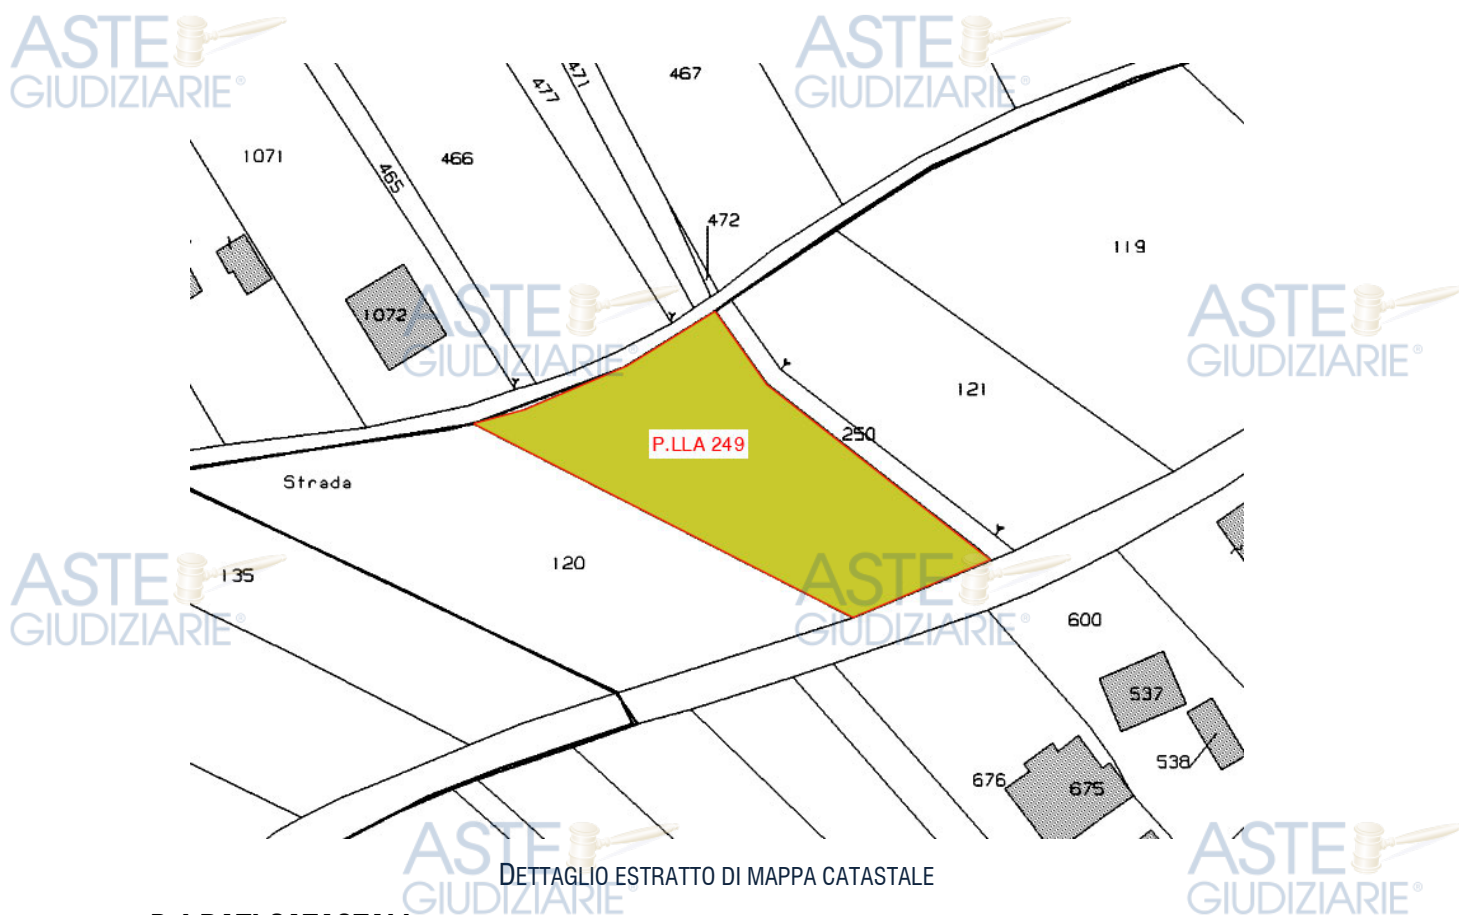 ASTE
GIUDIZIARIE®
ASTE
GIUDIZIARIE®
477
471
467
1071
465
466
472
119
ASTE
GIUDIZIARIE®
ASTE
GIUDIZIARIE®
1072
121
250
P.LLA 249
Strada
120
135
ASTE
GIUDIZIARIE®
ASTE
GIUDIZIARIE®
600
537
538
676
675
ASTE
GIUDIZIARIE®
ASTE
GIUDIZIARIE®
DETTAGLIO ESTRATTO DI MAPPA CATASTALE